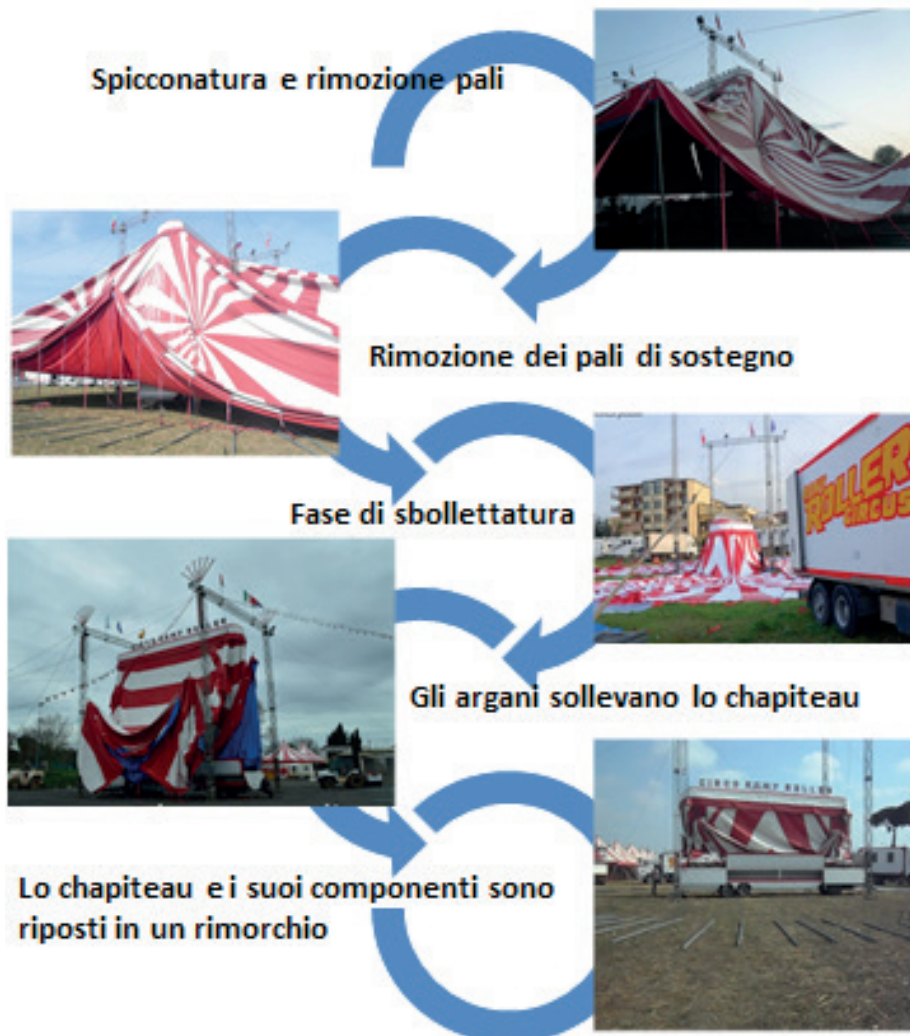 Spicconatura e rimozione pali
Rimozione dei pali di sostegno
ROLLER
CIRCUS
Fase di sbollettatura
Gli argani sollevano lo chapiteau
Lo chapiteau e i suoi componenti sono
riposti in un rimorchio